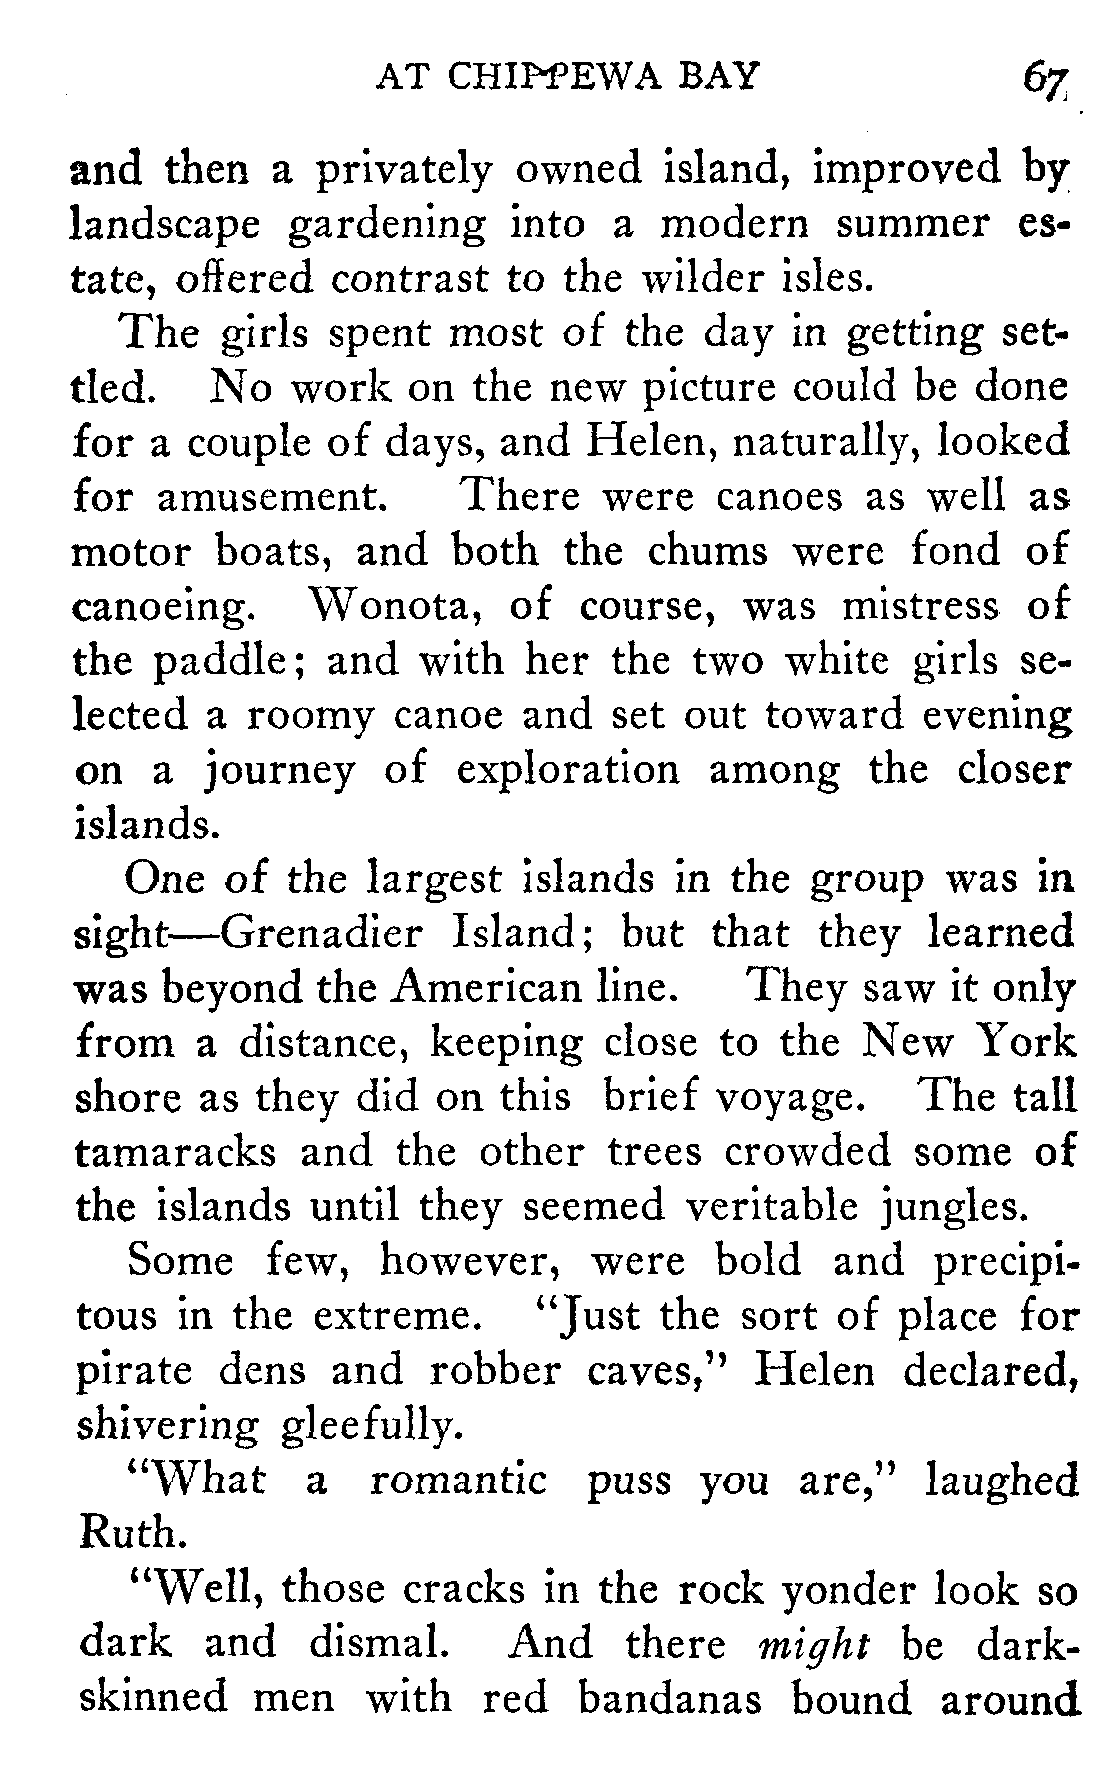 AT CHIPPEWA BAY 67
and then a privately owned island, improved by
landscape gardening into a modern summer es-
tate, offered contrast to the wilder isles.
The girls spent most of the day in getting set-
tled. No work on the new picture could be done
for a couple of days, and Helen, naturally, looked
for amusement. There were canoes as well as
motor boats, and both the chums were fond of
canoeing. Wonota, of course, was mistress of
the paddle; and with her the two white girls se-
lected a roomy canoe and set out toward evening
on a journey of exploration among the closer
islands.
One of the largest islands in the group was in
sight—Grenadier Island; but that they learned
was beyond the American line. They saw it only
from a distance, keeping close to the New York
shore as they did on this brief voyage. The tall
tamaracks and the other trees crowded some of
the islands until they seemed veritable jungles.
Some few, however, were bold and precipi-
tous in the extreme. "Just the sort of place for
pirate dens and robber caves," Helen declared,
shivering gleefully.
"What a romantic puss you are," laughed
Ruth.
"Well, those cracks in the rock yonder look so
dark and dismal. And there might be dark-
skinned men with red bandanas bound around